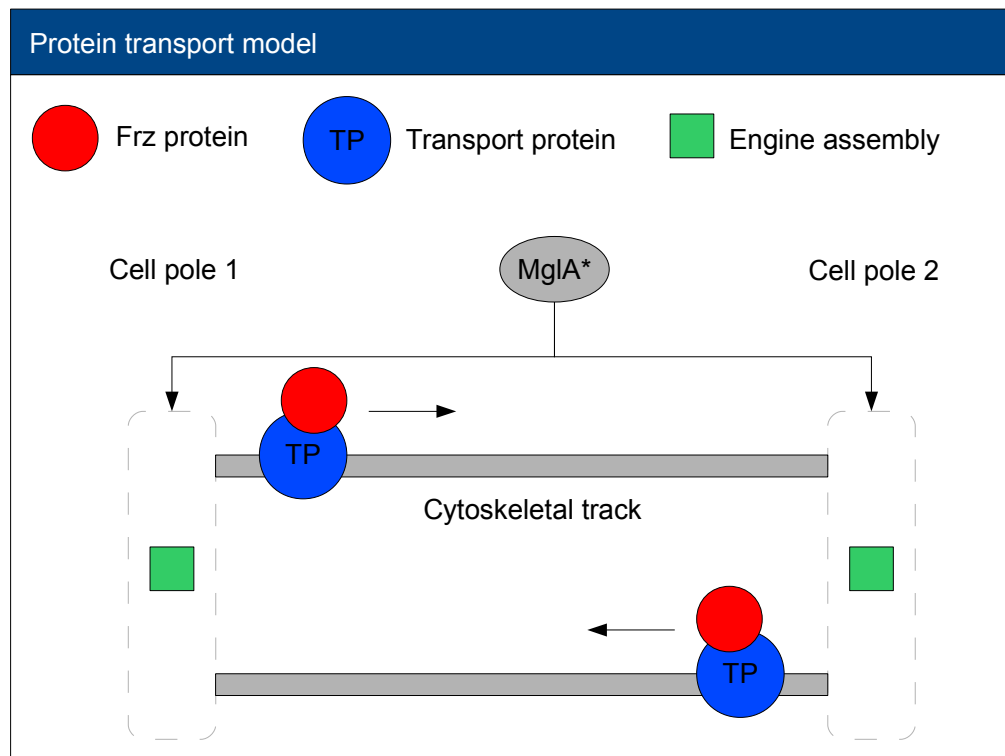 Protein transport model
Frz protein
TP
Transport protein
Engine assembly
Cell pole 1
MglA*
Cell pole 2
TP
Cytoskeletal track
TP